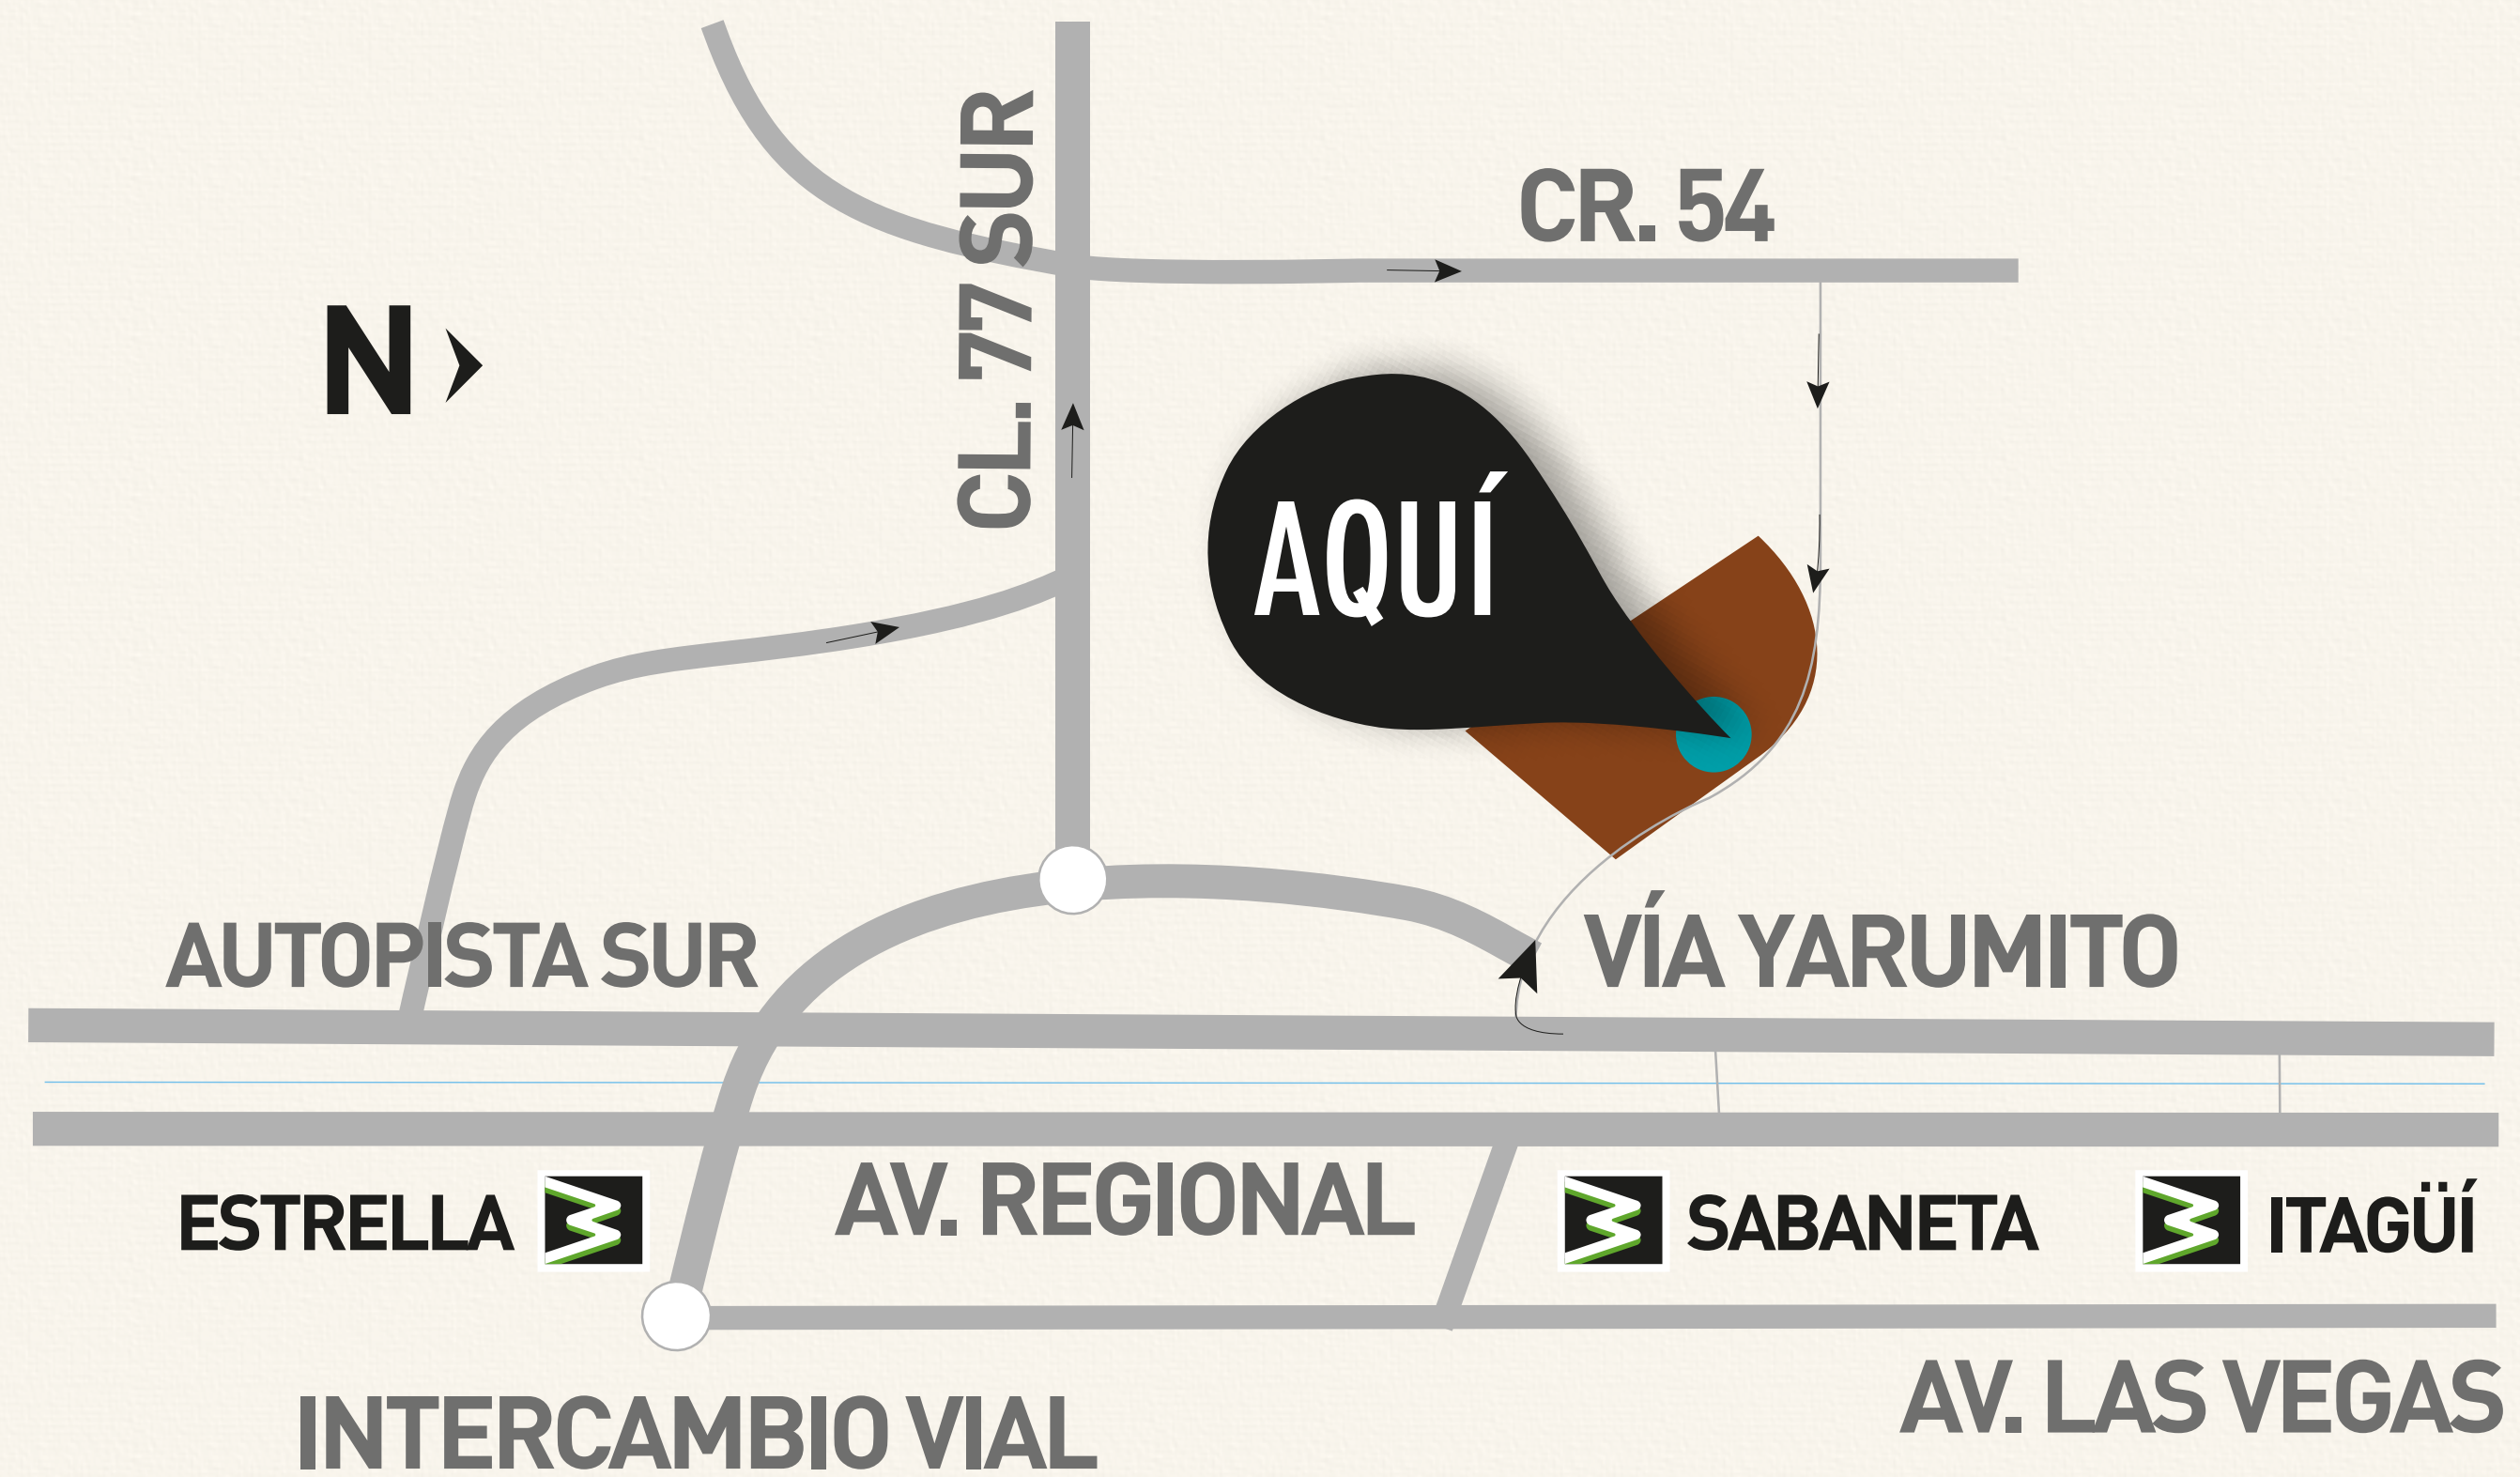 CL. 77 SUR
CR. 54
N
AQUÍ
AUTOPISTA SUR
VÍA YARUMITO
ESTRELLA
AV. REGIONAL
SABANETA
ITAGÜÍ
AV. LAS VEGAS
INTERCAMBIO VIAL